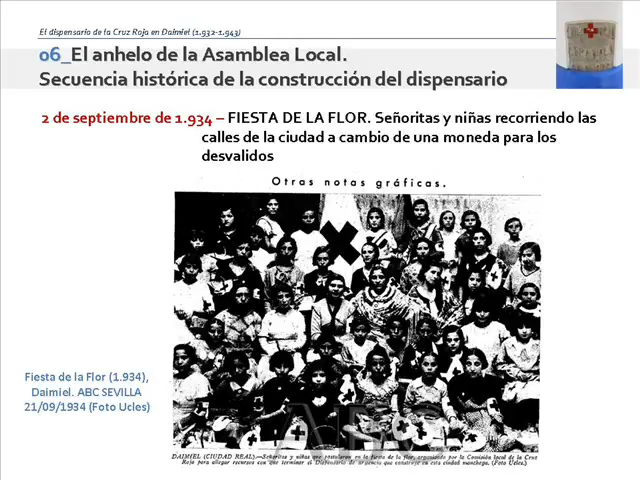 El dispensario de la Cruz Roja en Daimiel (1.932-1.943)
06_El anhelo de la Asamblea Local.
Secuencia histórica de la construcción del dispensario
2 de septiembre de 1.934 – FIESTA DE LA FLOR. Señoritas y niñas recorriendo las
calles de la ciudad a cambio de una moneda para los
desvalidos
Otras notas gráficas.
Fiesta de la Flor (1.934),
Daimiel. ABC SEVILLA
21/09/1934 (Foto Ucles)
ABC
DAIMIEL (CIUDAD REAL).—Señoritas y niñas que postularon en la fiesta de la flor, organizada por la Comisión local de la Cruz
Roja para allegar recursos con que terminar el Dispensario de urgencia que construye en esta ciudad manchega. (Foto Ucles.)